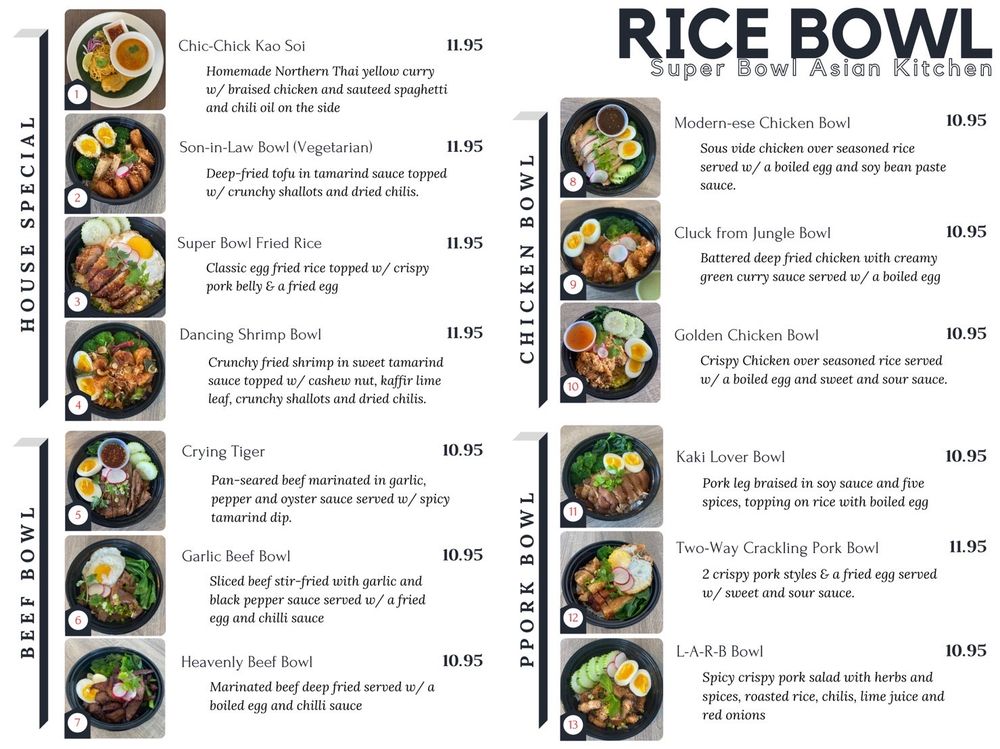 RICE BOWL
Super Bowl Asian Kitchen
HOUSE SPECIAL
1
Chic-Chick Kao Soi 11.95
Homemade Northern Thai yellow curry
w/ braised chicken and sauteed spaghetti
and chili oil on the side
2
Son-in-Law Bowl (Vegetarian) 11.95
Deep-fried tofu in tamarind sauce topped
w/ crunchy shallots and dried chilis.
3
Super Bowl Fried Rice 11.95
Classic egg fried rice topped w/ crispy
pork belly & a fried egg
4
Dancing Shrimp Bowl 11.95
Crunchy fried shrimp in sweet tamarind
sauce topped w/ cashew nut, kaffir lime
leaf, crunchy shallots and dried chilis.
BEEF BOWL
5
Crying Tiger 10.95
Pan-seared beef marinated in garlic,
pepper and oyster sauce served w/ spicy
tamarind dip.
6
Garlic Beef Bowl 10.95
Sliced beef stir-fried with garlic and
black pepper sauce served w/ a fried
egg and chilli sauce
7
Heavenly Beef Bowl 10.95
Marinated beef deep fried served w/ a
boiled egg and chilli sauce
CHICKEN BOWL
8
Modern-ese Chicken Bowl 10.95
Sous vide chicken over seasoned rice
served w/ a boiled egg and soy bean paste
sauce.
9
Cluck from Jungle Bowl 10.95
Battered deep fried chicken with creamy
green curry sauce served w/ a boiled egg
10
Golden Chicken Bowl 10.95
Crispy Chicken over seasoned rice served
w/ a boiled egg and sweet and sour sauce.
PPORK BOWL
11
Kaki Lover Bowl 10.95
Pork leg braised in soy sauce and five
spices, topping on rice with boiled egg
12
Two-Way Crackling Pork Bowl 11.95
2 crispy pork styles & a fried egg served
w/ sweet and sour sauce.
13
L-A-R-B Bowl 10.95
Spicy crispy pork salad with herbs and
spices, roasted rice, chilis, lime juice and
red onions